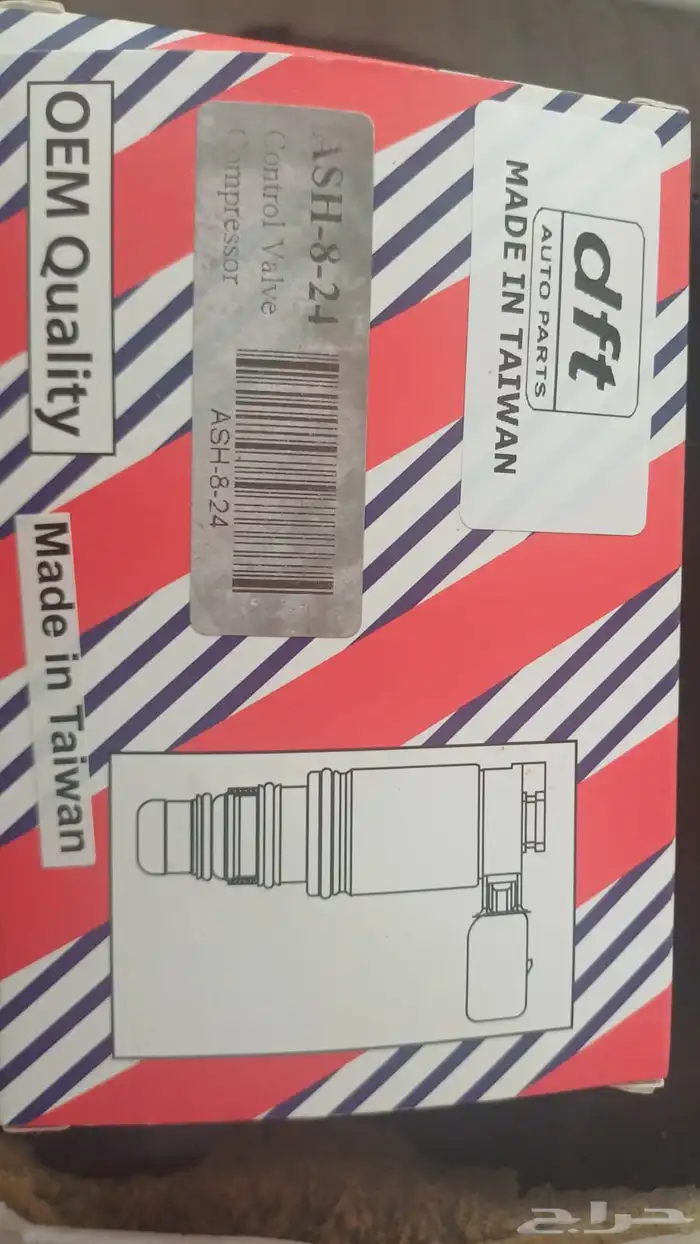 dft
AUTO PARTS
MADE IN TAIWAN
ASH-8-24
Control Valve
Compressor
ASH-8-24
OEM Quality
Made in Taiwan
حراج